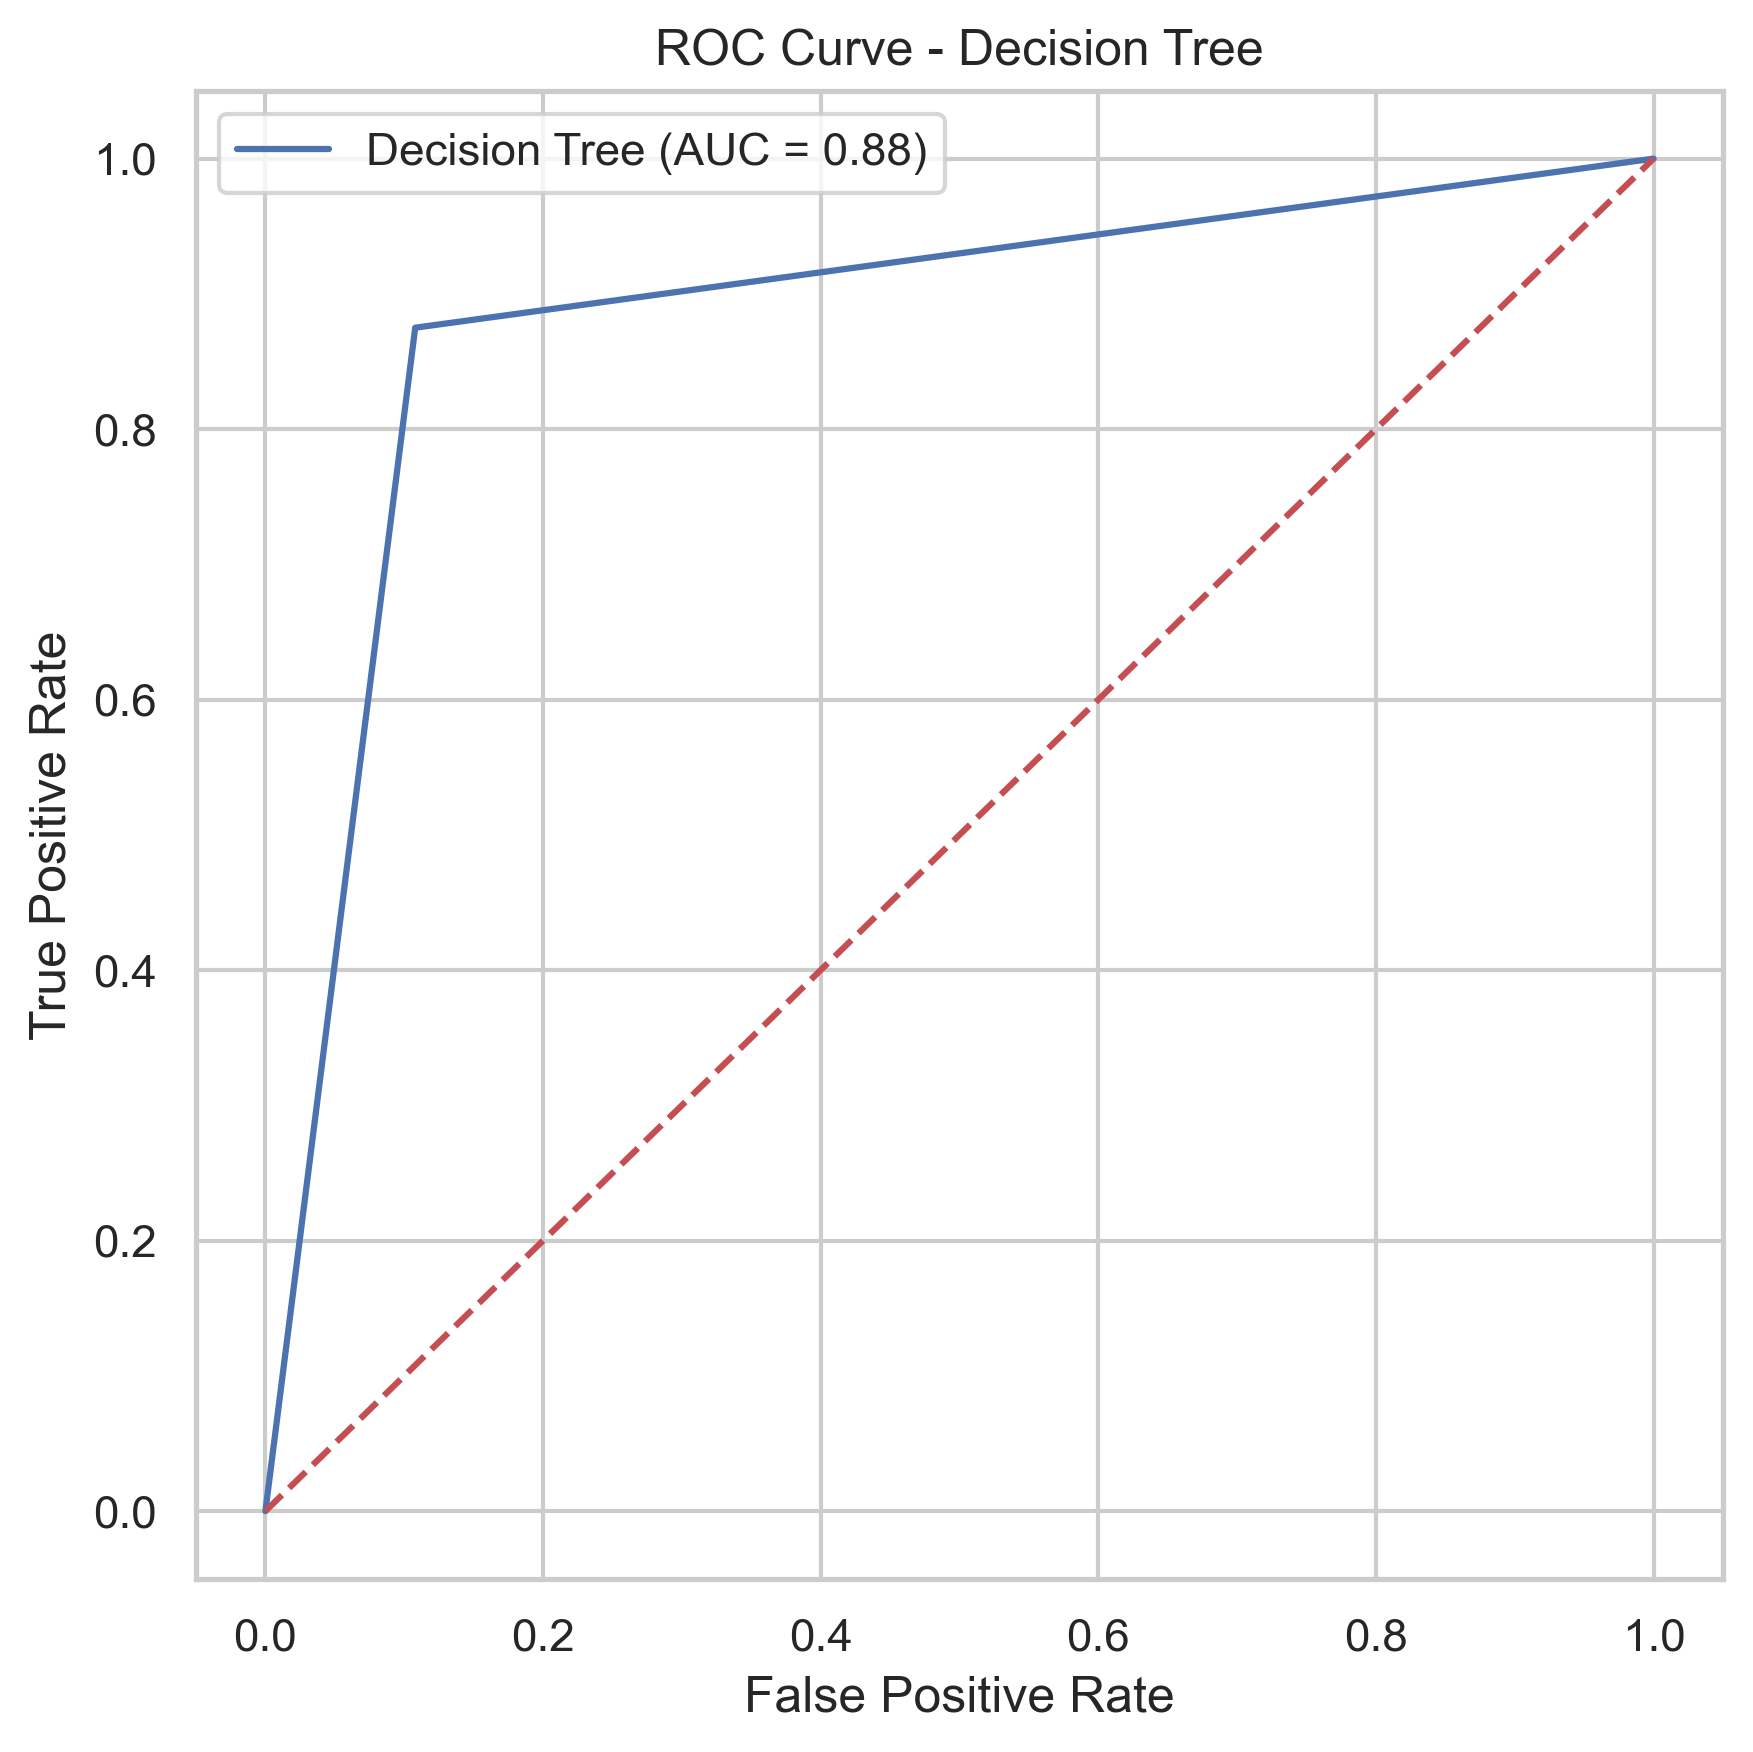 ROC Curve - Decision Tree
Decision Tree (AUC = 0.88)
1.0
0.8
0.6
0.4
0.2
0.0
True Positive Rate
0.0 0.2 0.4 0.6 0.8 1.0
False Positive Rate